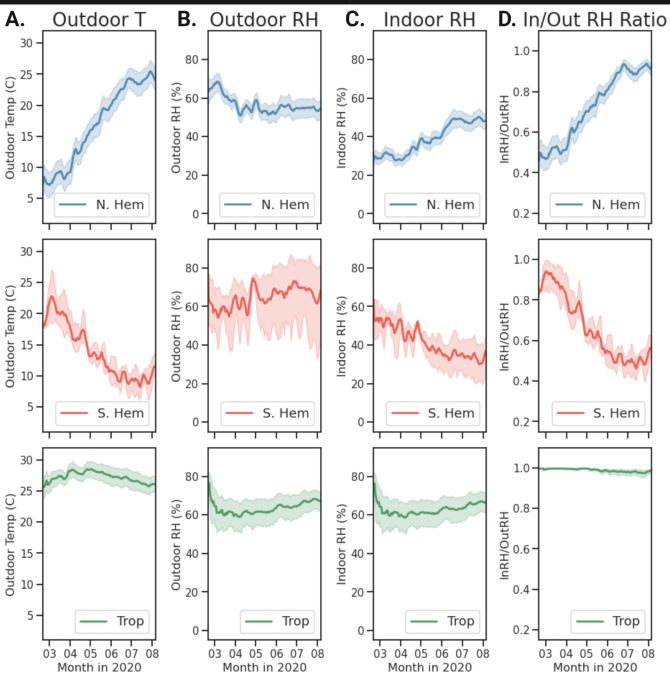 A. Outdoor T B. Outdoor RH C. Indoor RH D. In/Out RH Ratio
Outdoor Temp (C)
30
25
20
15
10
5
N. Hem
Outdoor RH (%)
80
60
40
20
0
N. Hem
Indoor RH (%)
80
60
40
20
0
N. Hem
InRH/OutRH
1.0
0.8
0.6
0.4
0.2
N. Hem
Outdoor Temp (C)
30
25
20
15
10
5
S. Hem
Outdoor RH (%)
80
60
40
20
0
S. Hem
Indoor RH (%)
80
60
40
20
0
S. Hem
InRH/OutRH
1.0
0.8
0.6
0.4
0.2
S. Hem
Outdoor Temp (C)
30
25
20
15
10
5
Trop
03 04 05 06 07 08
Month in 2020
Outdoor RH (%)
80
60
40
20
0
Trop
03 04 05 06 07 08
Month in 2020
Indoor RH (%)
80
60
40
20
0
Trop
03 04 05 06 07 08
Month in 2020
InRH/OutRH
1.0
0.8
0.6
0.4
0.2
Trop
03 04 05 06 07 08
Month in 2020